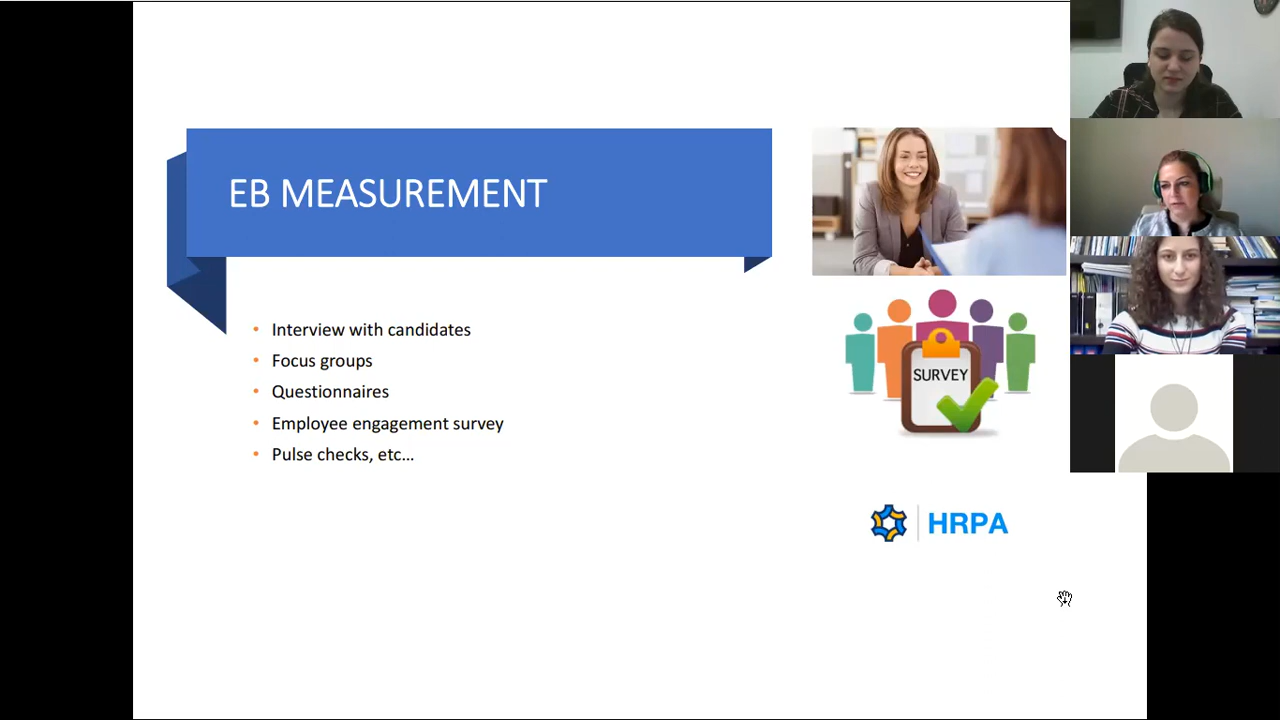 EB MEASUREMENT
• Interview with candidates
• Focus groups
• Questionnaires
• Employee engagement survey
• Pulse checks, etc...
SURVEY
HRPA